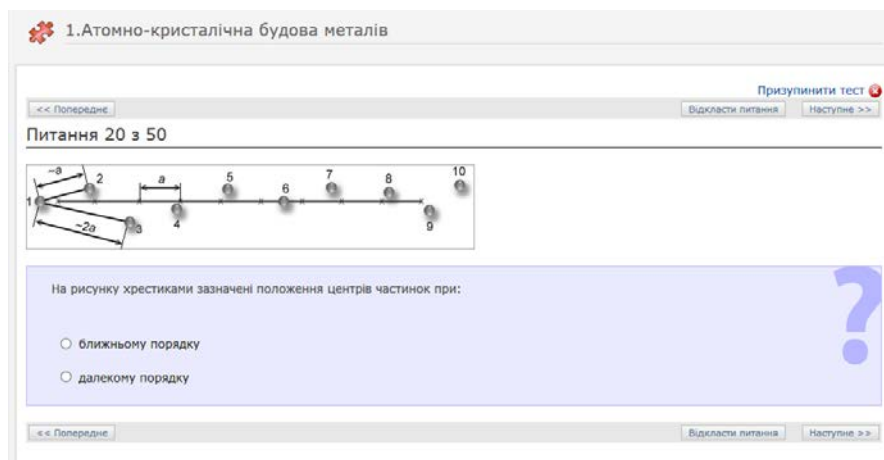 1.Атомно-кристалічна будова металів
Призупинити тест
<< Попереднє
Відкласти питання
Наступне >>
Питання 20 з 50
~a
2
a
5
7
8
10
1
6
~2a
3
4
9
На рисунку хрестиками зазначені положення центрів частинок при:
?
ближньому порядку
далекому порядку
<< Попереднє
Відкласти питання
Наступне >>